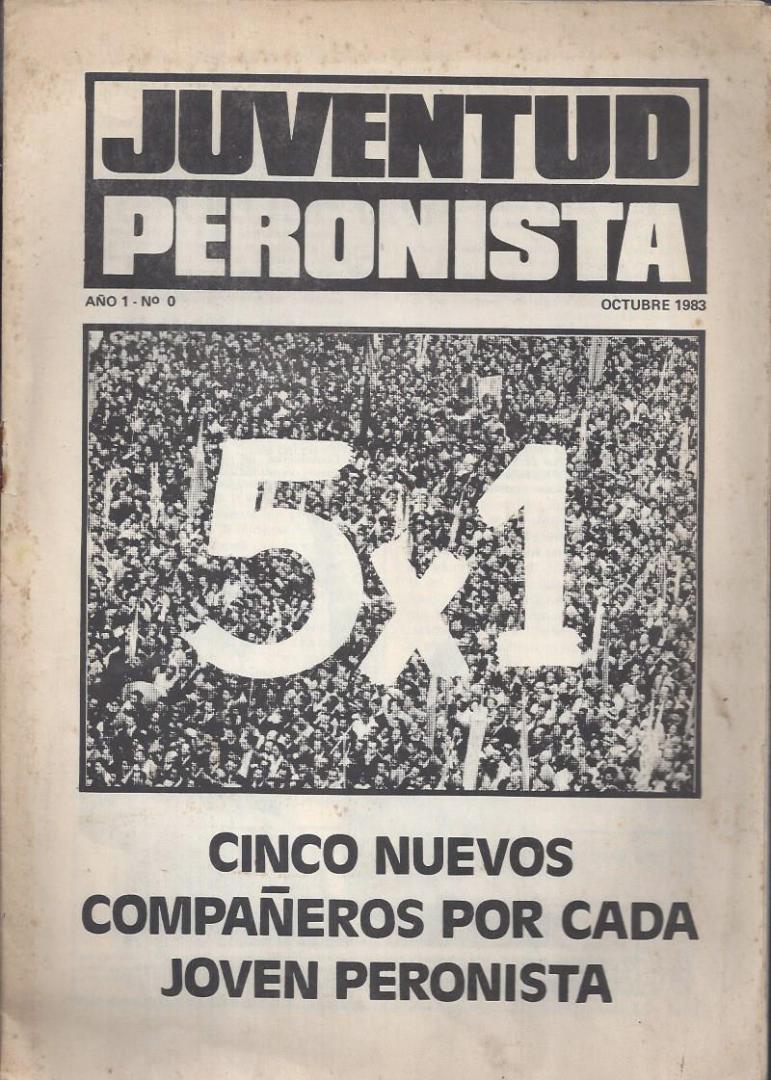 JUVENTUD
PERONISTA
AÑO 1 - Nº 0 OCTUBRE 1983
5x1
CINCO NUEVOS
COMPAÑEROS POR CADA
JOVEN PERONISTA